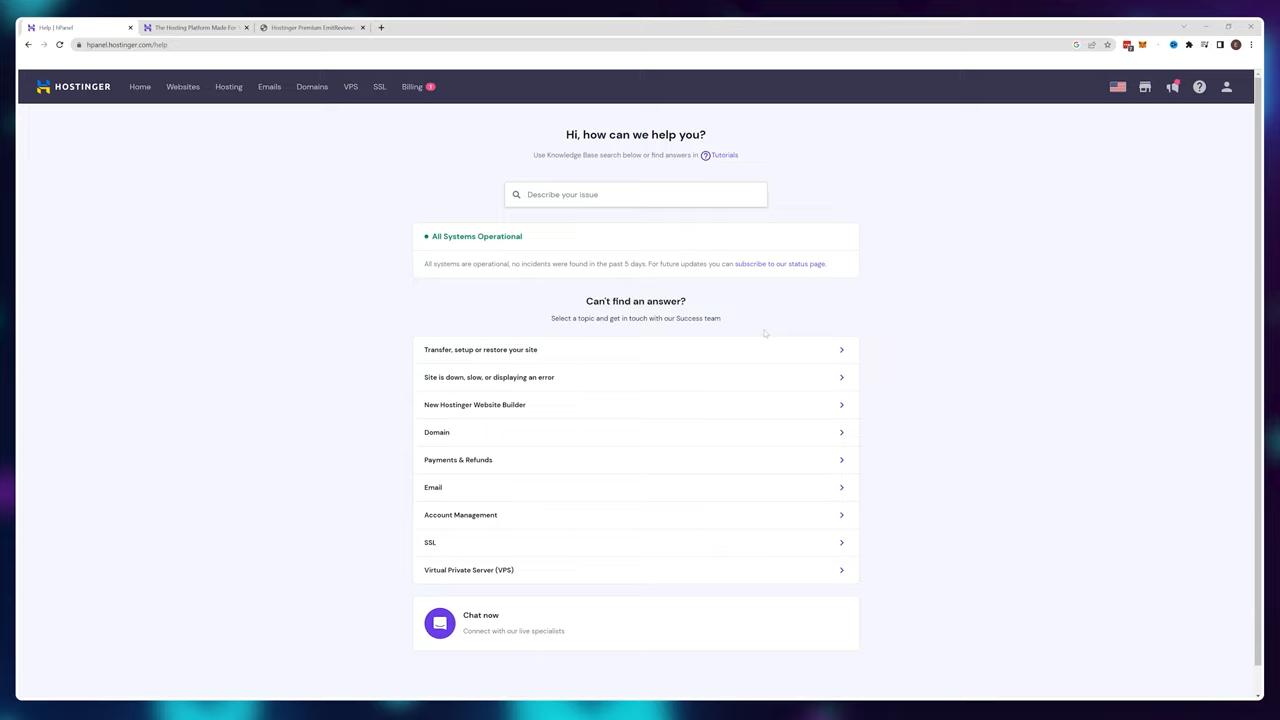 Help | hPanel
The Hosting Platform Made For
Hostinger Premium EmitReview
hpanel.hostinger.com/help
HOSTINGER
Home
Websites
Hosting
Emails
Domains
VPS
SSL
Billing
1
Hi, how can we help you?
Use Knowledge Base search below or find answers in Tutorials
Describe your issue
All Systems Operational
All systems are operational, no incidents were found in the past 5 days. For future updates you can subscribe to our status page.
Can't find an answer?
Select a topic and get in touch with our Success team
Transfer, setup or restore your site
Site is down, slow, or displaying an error
New Hostinger Website Builder
Domain
Payments & Refunds
Email
Account Management
SSL
Virtual Private Server (VPS)
Chat now
Connect with our live specialists